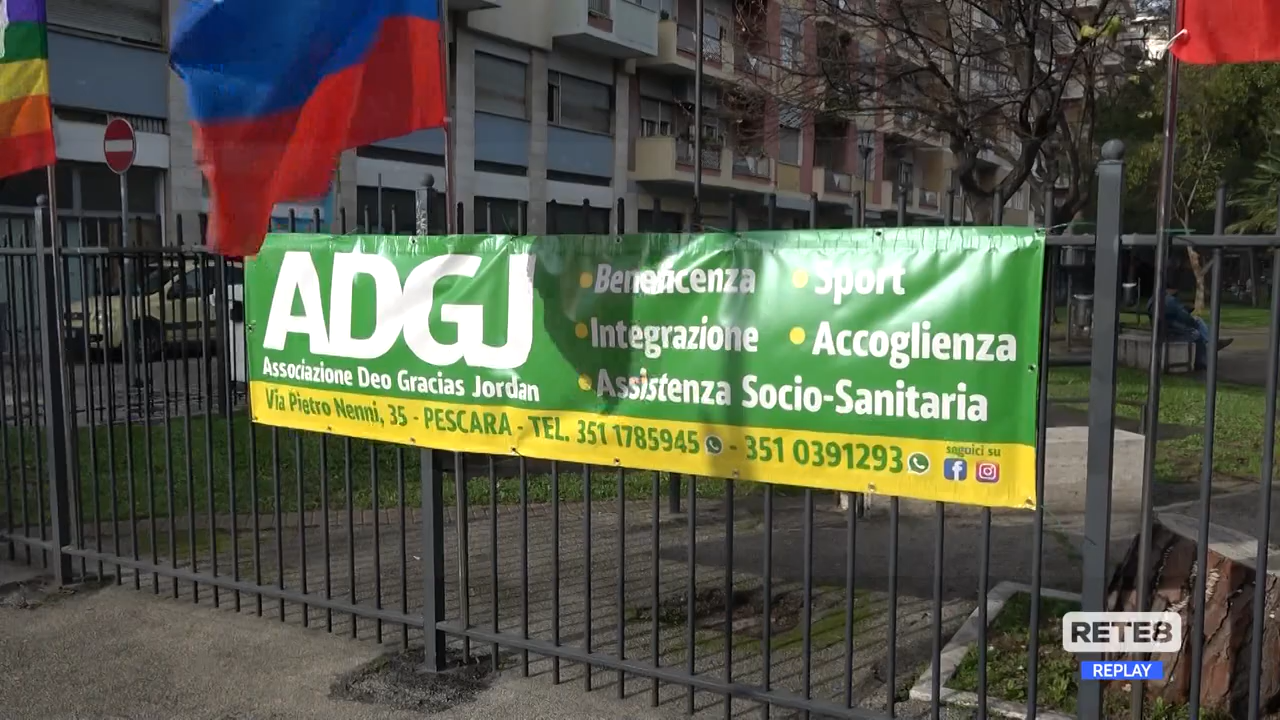 ADGJ
Associazione Deo Gracias Jordan
• Beneficenza • Sport
• Integrazione • Accoglienza
• Assistenza Socio-Sanitaria
Via Pietro Nenni, 35 - PESCARA - TEL. 351 1785945 - 351 0391293
seguici su
RETE8
REPLAY